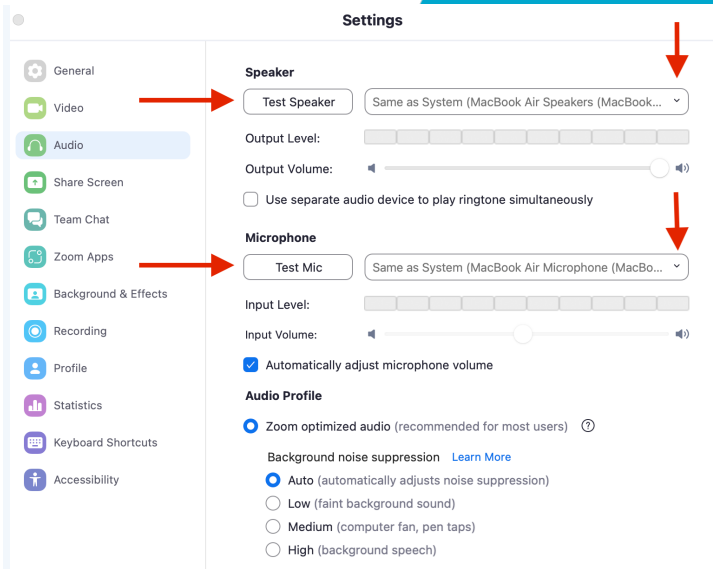 Settings
General
Video
Audio
Share Screen
Team Chat
Zoom Apps
Background & Effects
Recording
Profile
Statistics
Keyboard Shortcuts
Accessibility
Speaker
Test Speaker
Same as System (MacBook Air Speakers (MacBook...
Output Level:
Output Volume:
Use separate audio device to play ringtone simultaneously
Microphone
Test Mic
Same as System (MacBook Air Microphone (MacBo...
Input Level:
Input Volume:
Automatically adjust microphone volume
Audio Profile
Zoom optimized audio (recommended for most users) ?
Background noise suppression Learn More
Auto (automatically adjusts noise suppression)
Low (faint background sound)
Medium (computer fan, pen taps)
High (background speech)